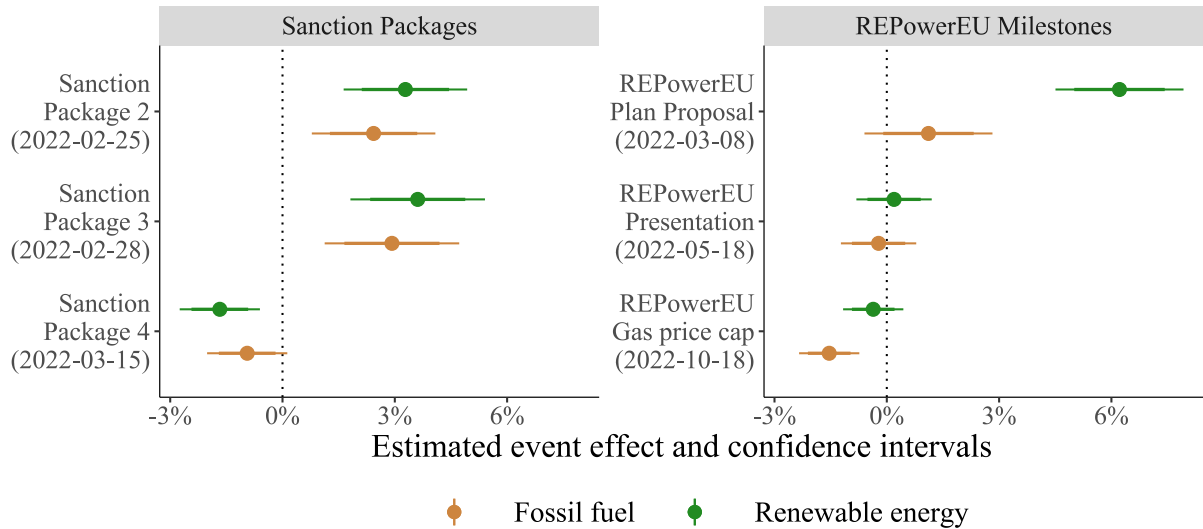 Sanction Packages
Sanction
Package 2
(2022-02-25)
Sanction
Package 3
(2022-02-28)
Sanction
Package 4
(2022-03-15)
-3%
0%
3%
6%
REPowerEU Milestones
REPowerEU
Plan Proposal
(2022-03-08)
REPowerEU
Presentation
(2022-05-18)
REPowerEU
Gas price cap
(2022-10-18)
-3%
0%
3%
6%
Estimated event effect and confidence intervals
Fossil fuel
Renewable energy